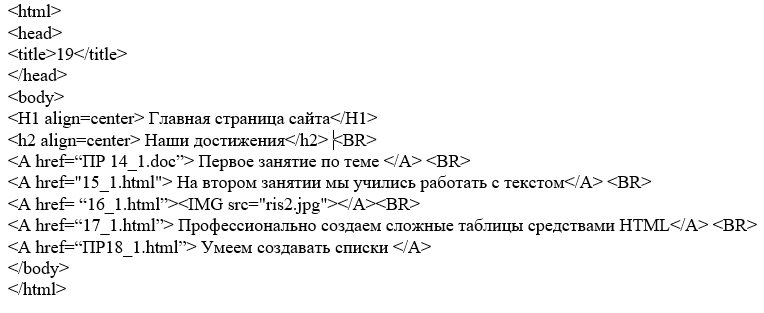 <html>
<head>
<title>19</title>
</head>
<body>
<H1 align=center> Главная страница сайта</H1>
<h2 align=center> Наши достижения</h2> <BR>
<A href=“ПР 14_1.doc”> Первое занятие по теме </A> <BR>
<A href="15_1.html"> На втором занятии мы учились работать с текстом</A> <BR>
<A href= “16_1.html”><IMG src="ris2.jpg"></A><BR>
<A href=“17_1.html”> Профессионально создаем сложные таблицы средствами HTML</A> <BR>
<A href=“ПР18_1.html”> Умеем создавать списки </A>
</body>
</html>